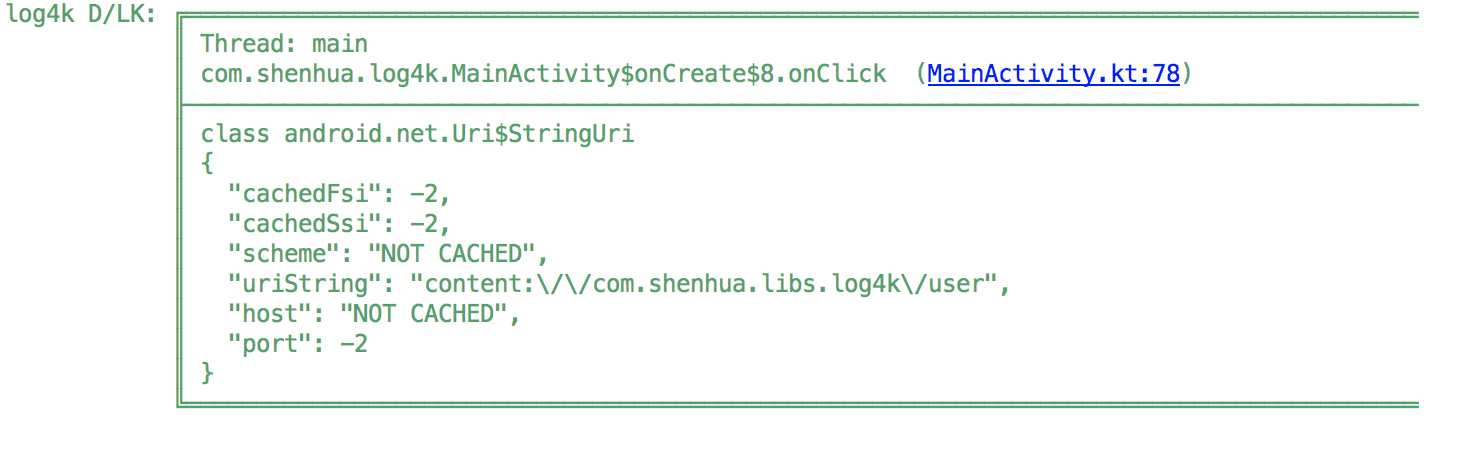 log4k D/LK:
Thread: main
com.shenhua.log4k.MainActivity$onCreate$8.onClick  (MainActivity.kt:78)
class android.net.Uri$StringUri
{
  "cachedFsi": -2,
  "cachedSsi": -2,
  "scheme": "NOT CACHED",
  "uriString": "content:\/\/com.shenhua.libs.log4k\/user",
  "host": "NOT CACHED",
  "port": -2
}